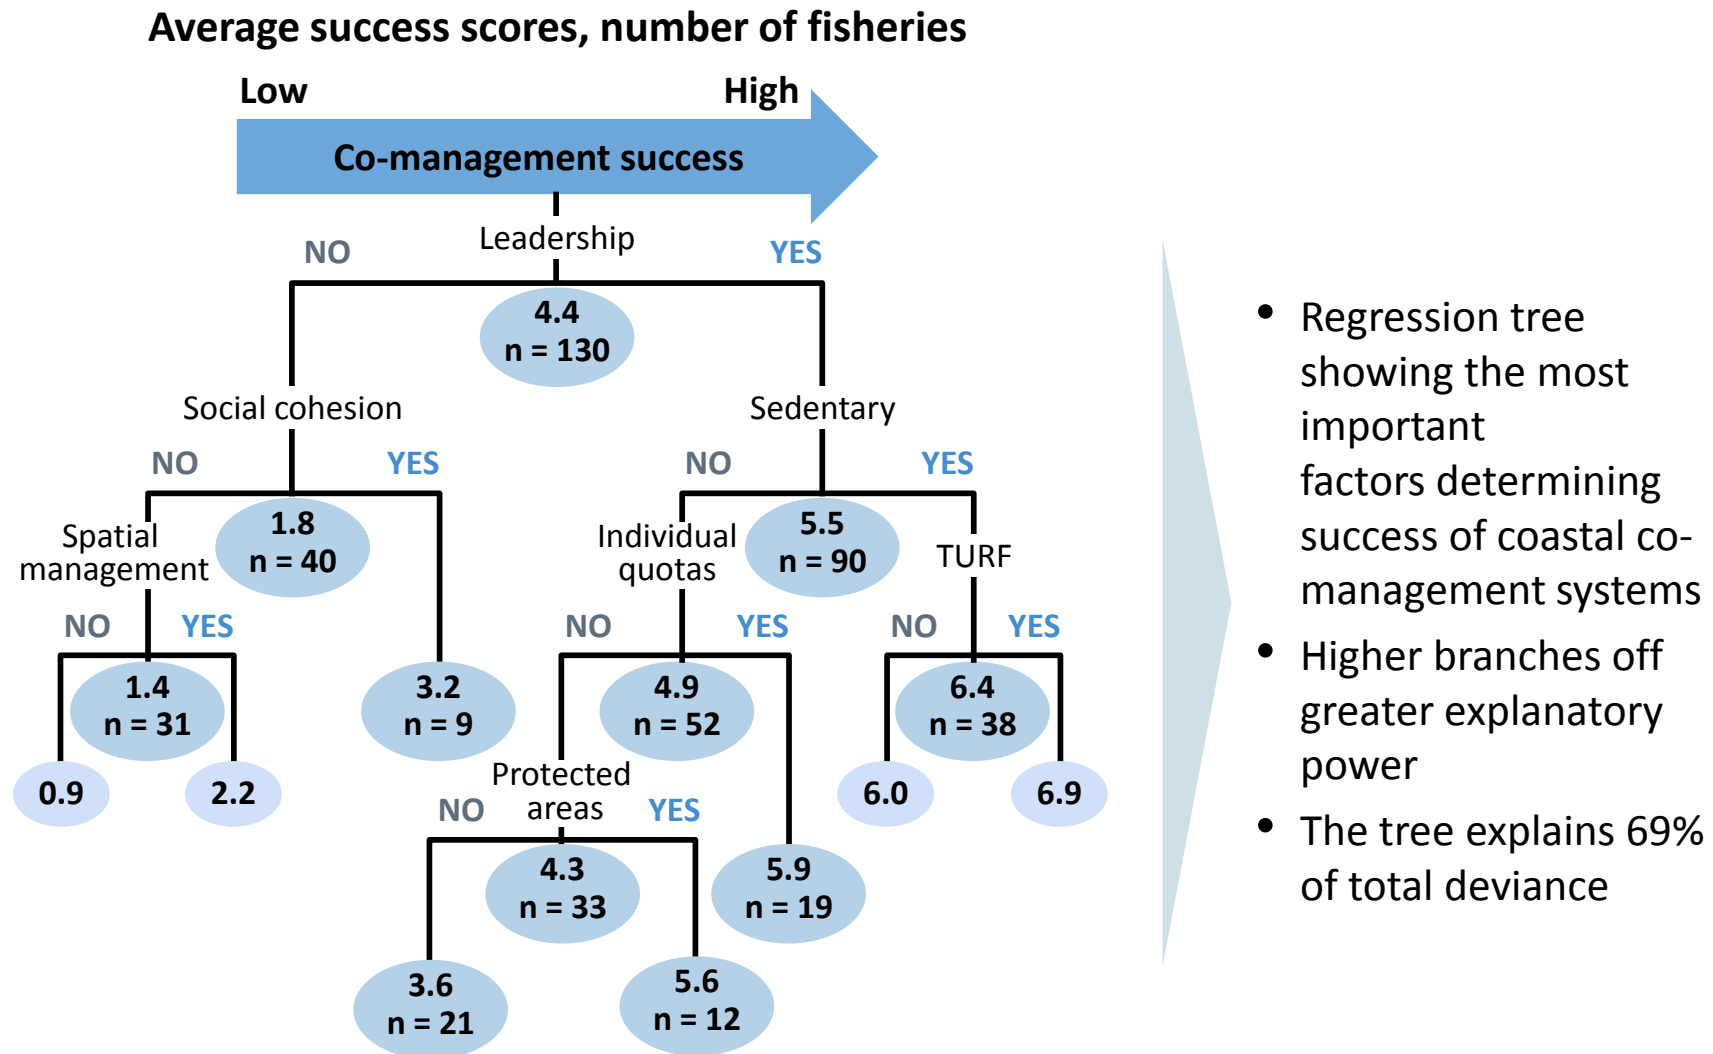 Average success scores, number of fisheries
Low
High
Co-management success
Leadership
NO
YES
4.4
n = 130
Social cohesion
Sedentary
NO
YES
NO
YES
Spatial
management
1.8
n = 40
Individual
quotas
5.5
n = 90
TURF
NO
YES
NO
YES
NO
YES
1.4
n = 31
3.2
n = 9
4.9
n = 52
6.4
n = 38
0.9
2.2
Protected
areas
6.0
6.9
NO
YES
4.3
n = 33
5.9
n = 19
3.6
n = 21
5.6
n = 12
• Regression tree
showing the most
important
factors determining
success of coastal co-
management systems
• Higher branches off
greater explanatory
power
• The tree explains 69%
of total deviance